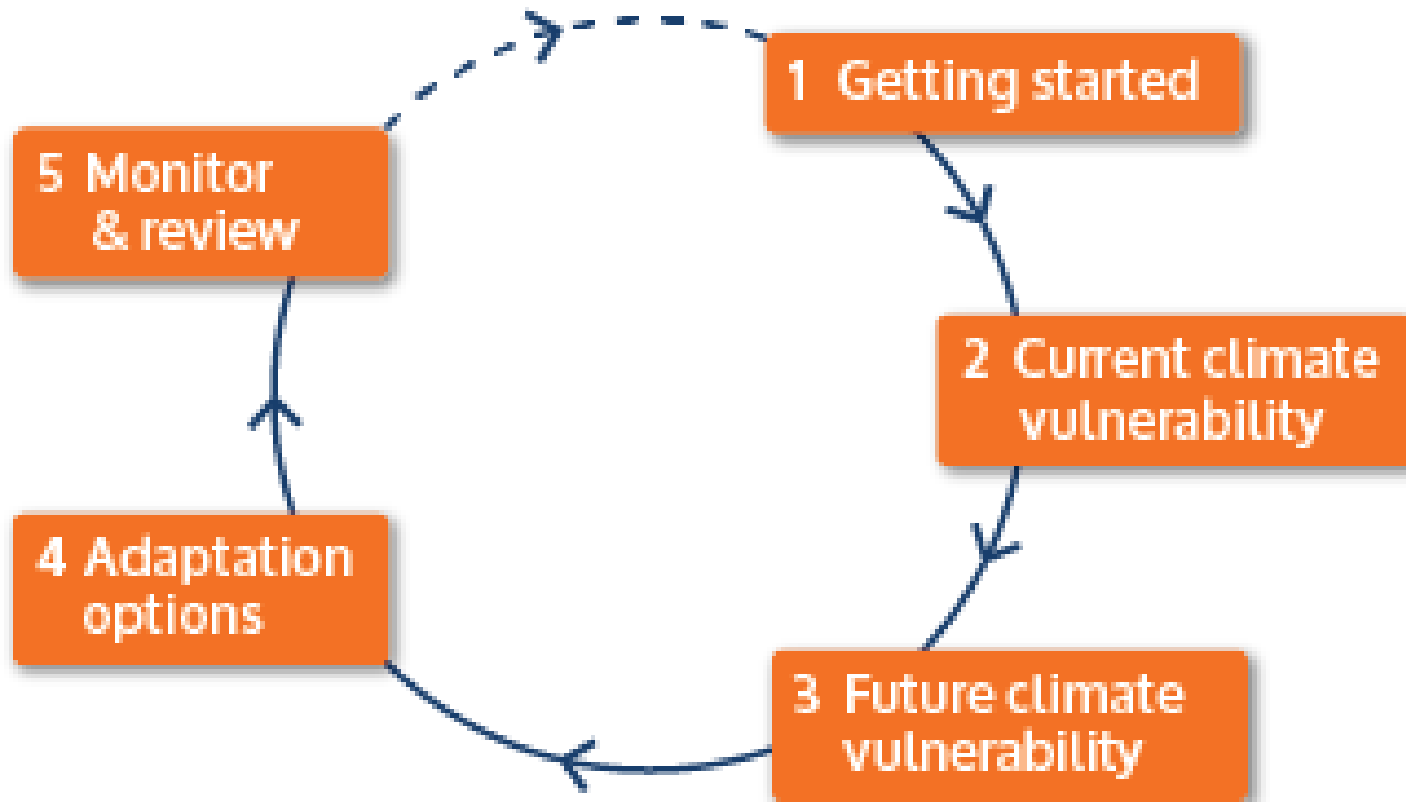 1 Getting started
2 Current climate
vulnerability
3 Future climate
vulnerability
4 Adaptation
options
5 Monitor
& review